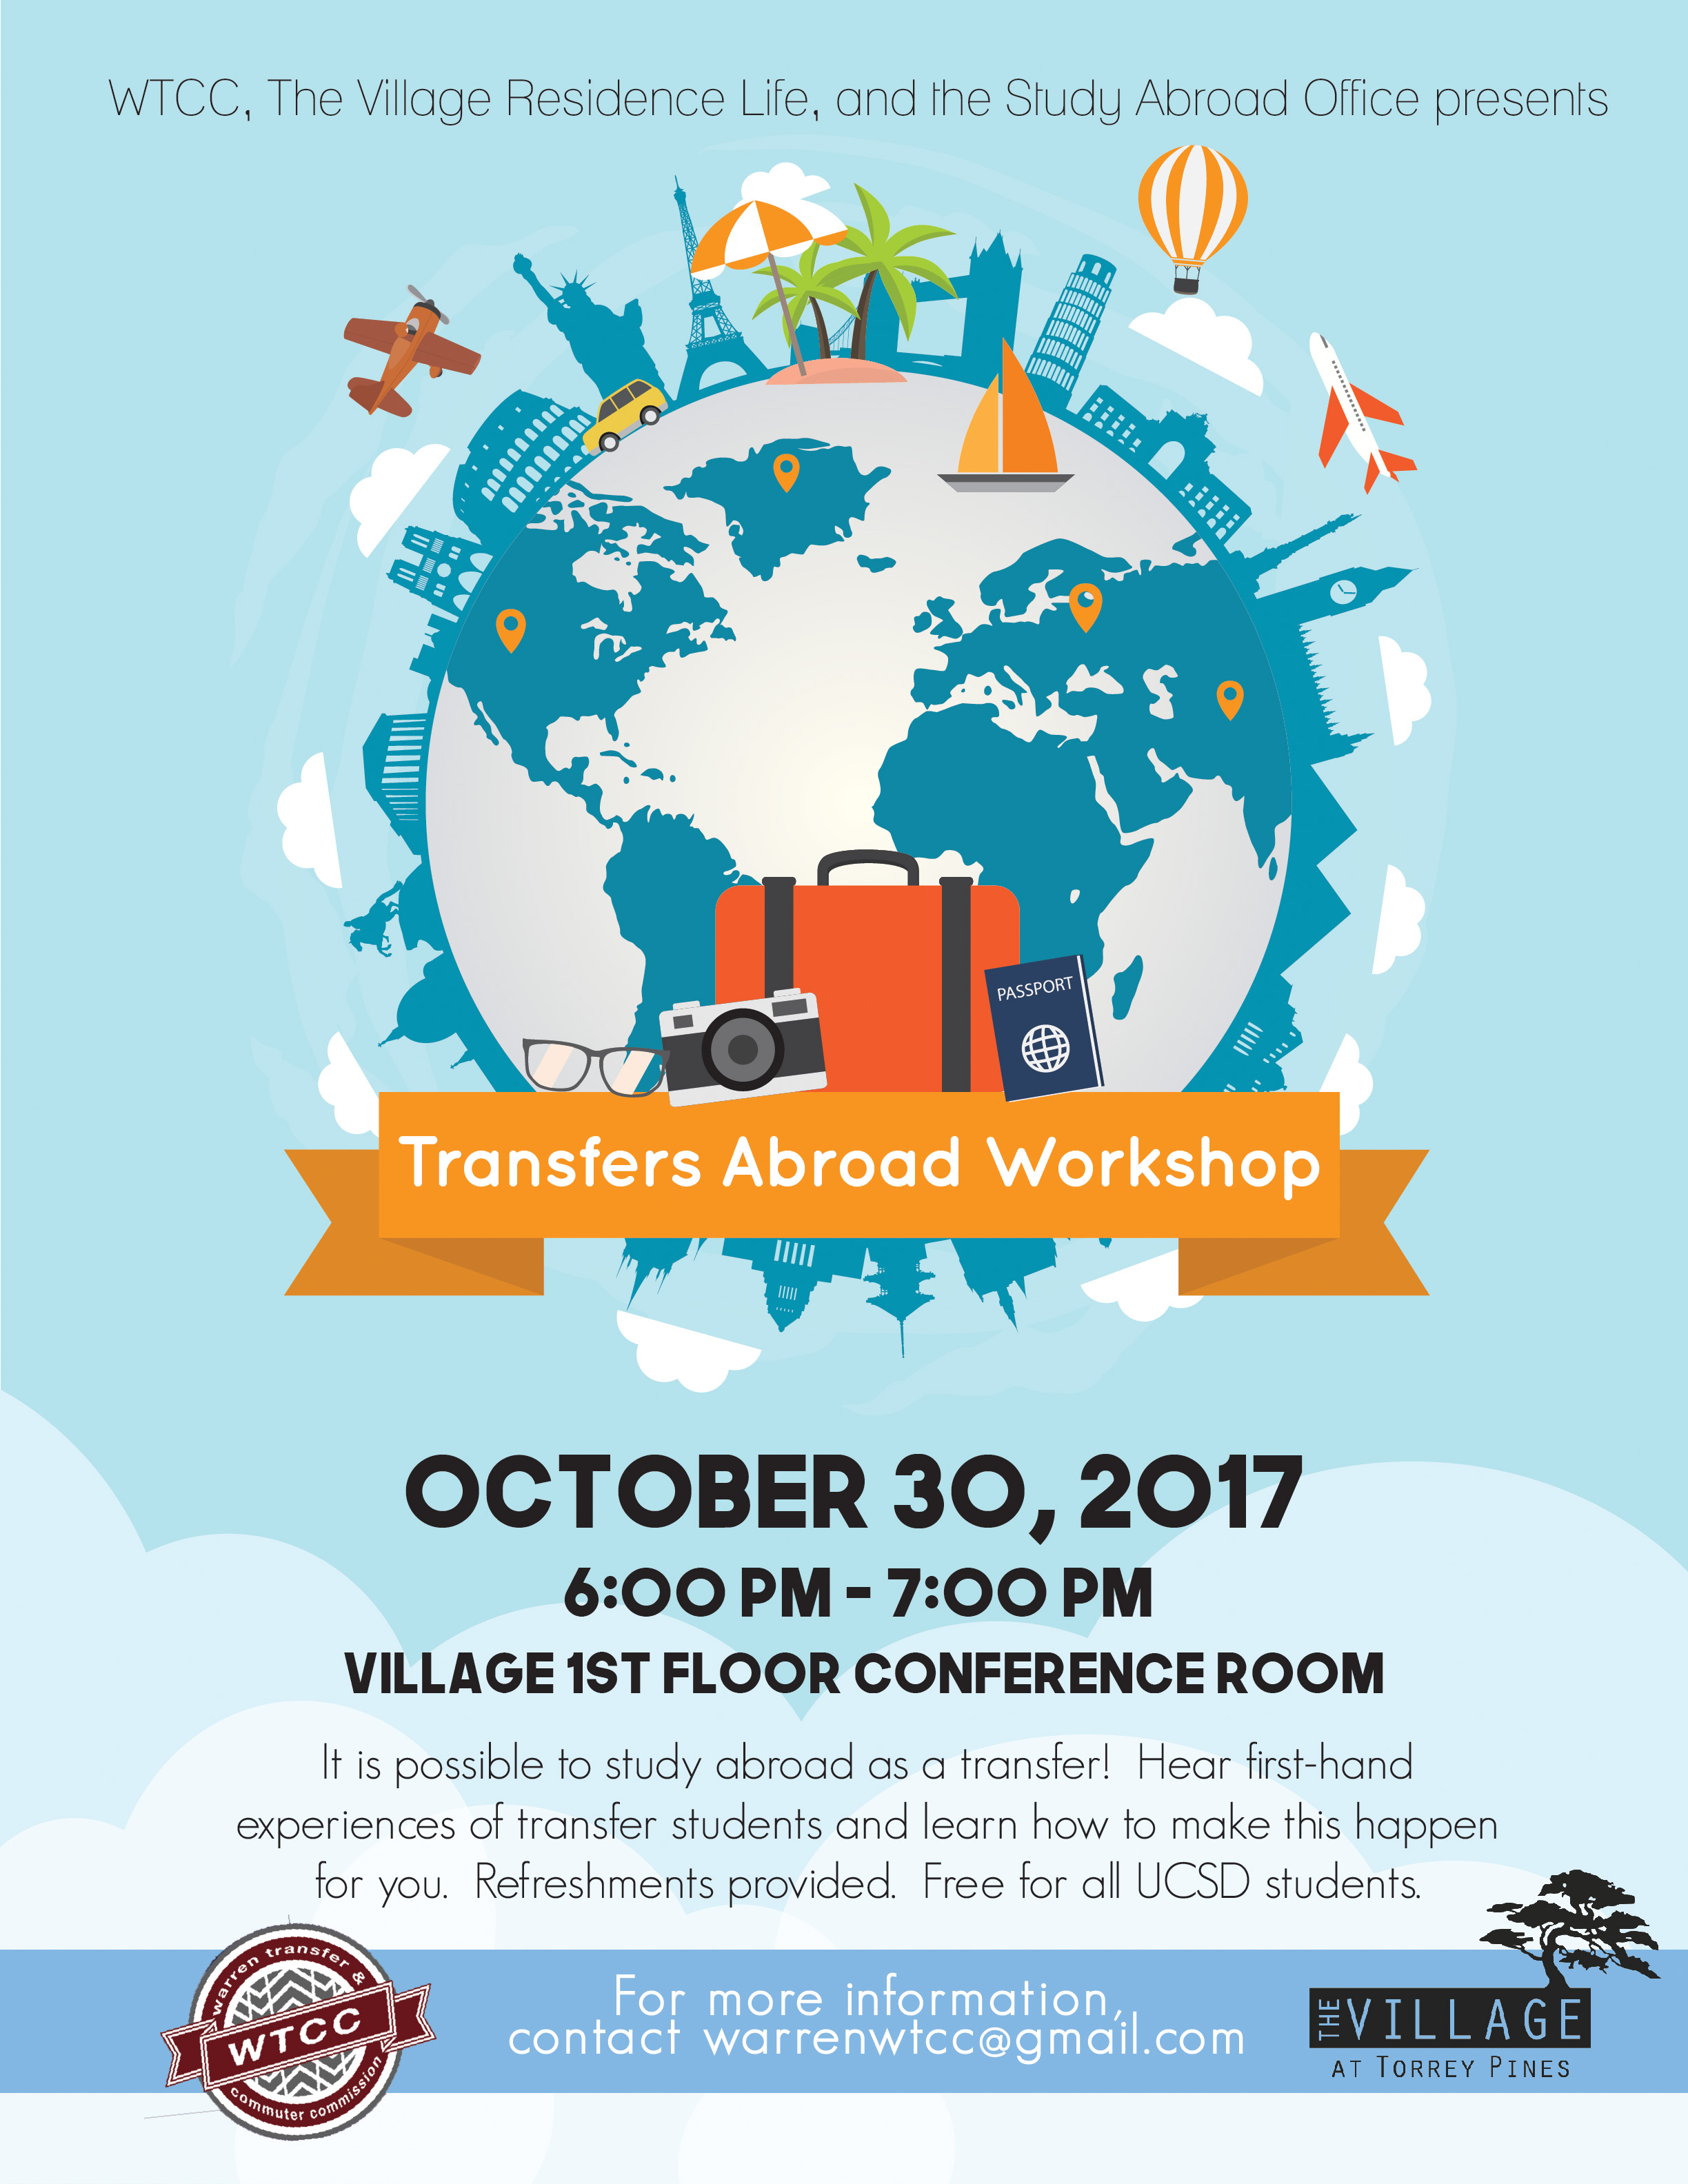 WTCC, The Village Residence Life, and the Study Abroad Office presents
PASSPORT
Transfers Abroad Workshop
OCTOBER 30, 2017
6:00 PM - 7:00 PM
VILLAGE 1ST FLOOR CONFERENCE ROOM
It is possible to study abroad as a transfer! Hear first-hand
experiences of transfer students and learn how to make this happen
for you. Refreshments provided. Free for all UCSD students.
warren transfer &
WTCC
commuter commission
For more information,
contact warrenwtcc@gmail.com
THE VILLAGE
AT TORREY PINES